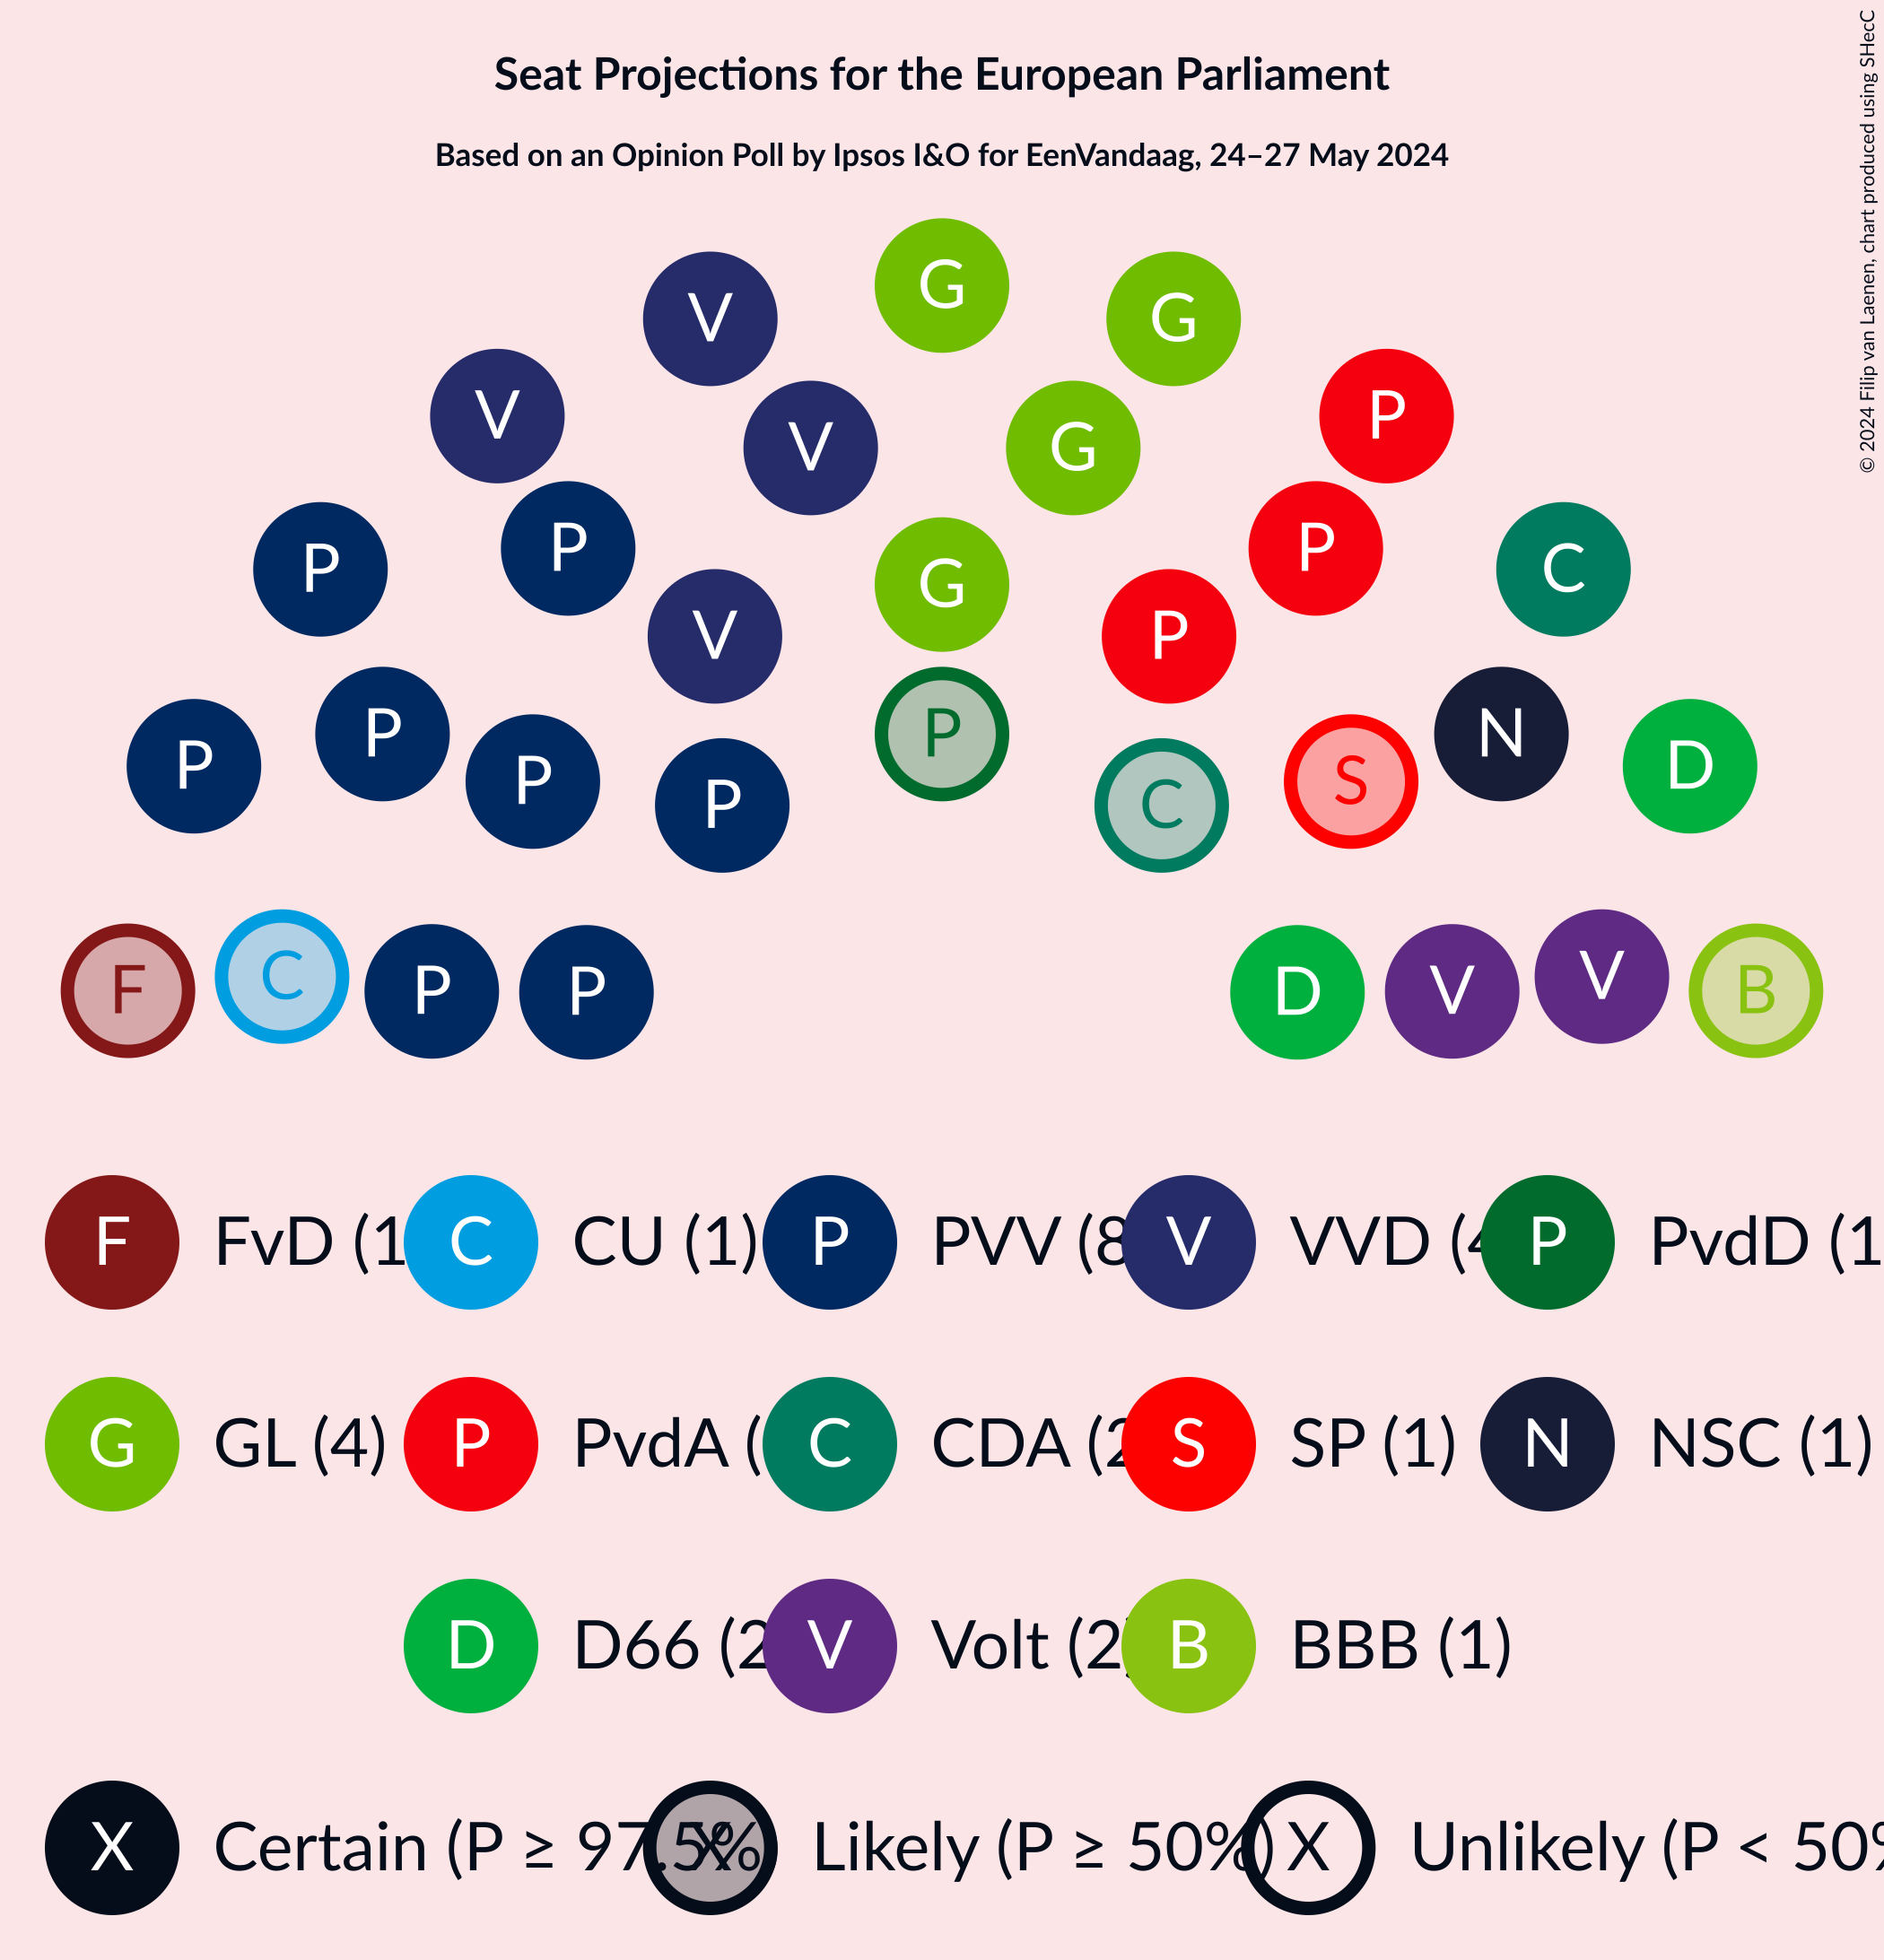 Seat Projections for the European Parliament
Based on an Opinion Poll by Ipsos I&O for EenVandaag, 24–27 May 2024
© 2024 Filip van Laenen, chart produced using SHecC
G
V G
V P
V G
P P P C
G
V P
P P N D
P P P C S
F C P P D V V B
F FvD (1 C CU (1) P PVV (8 V VVD (4 P PvdD (1
G GL (4) P PvdA ( C CDA (2 S SP (1) N NSC (1)
D D66 (2 V Volt (2) B BBB (1)
X Certain (P ≥ 97.5% X Likely (P ≥ 50%) X Unlikely (P < 50%